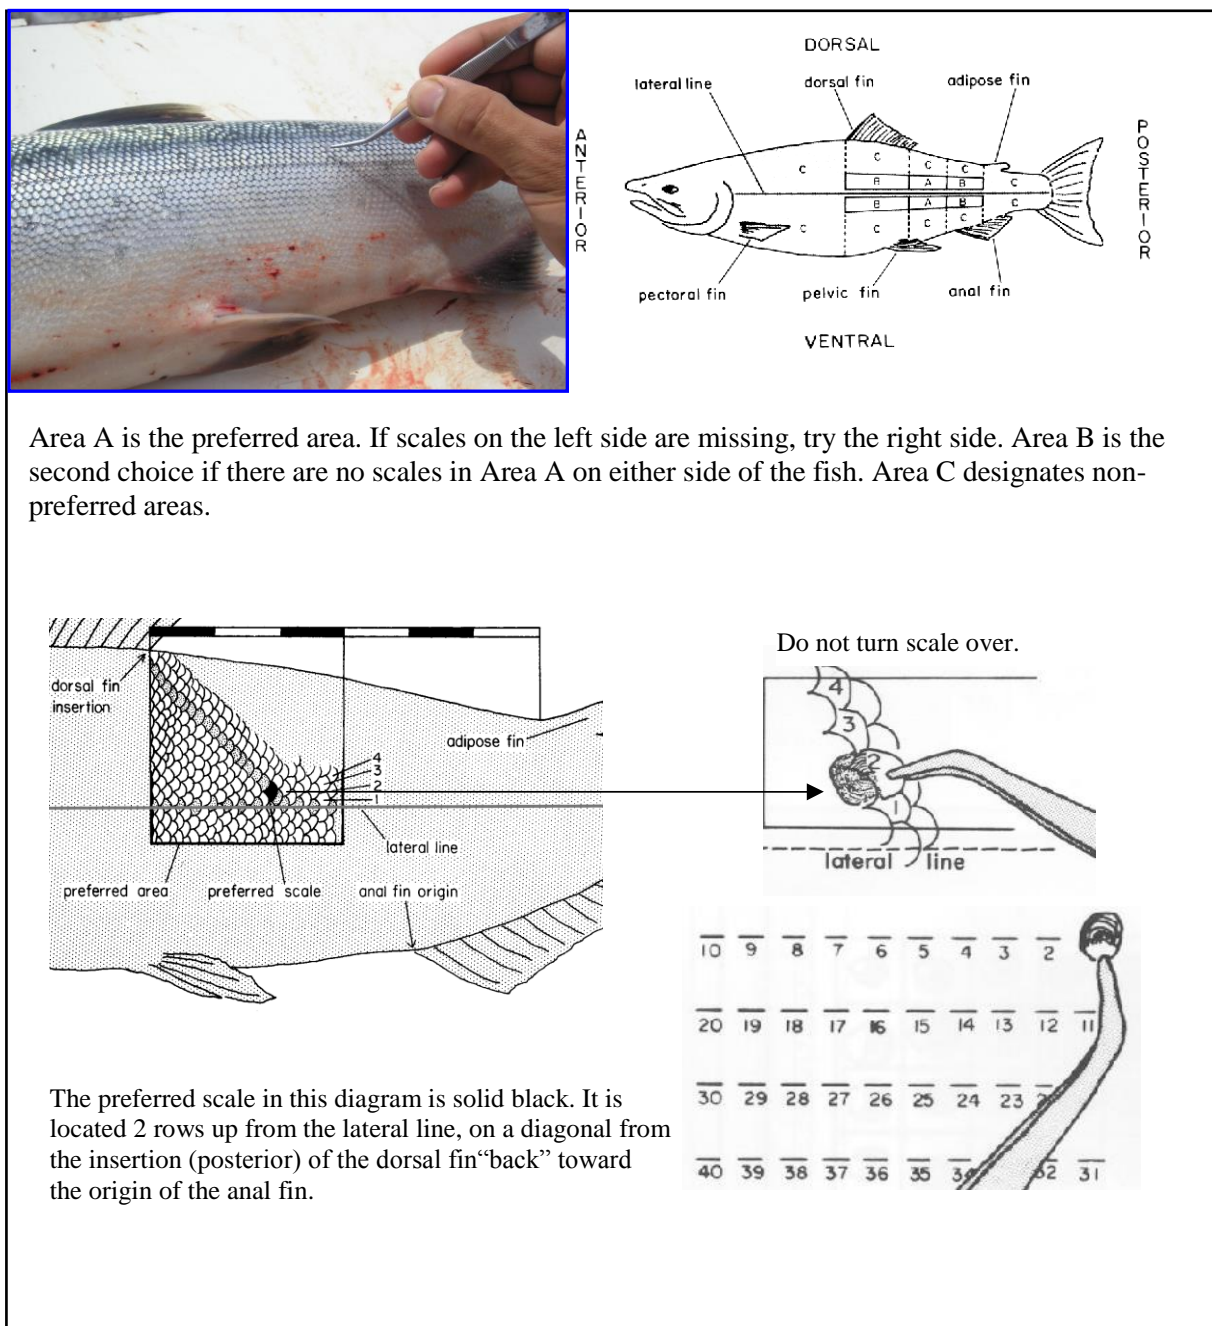 DORSAL
lateral line
dorsal fin
adipose fin
ANTERIOR
POSTERIOR
C
C
C
C
C
B
A
B
B
A
B
C
C
C
C
C
pectoral fin
pelvic fin
anal fin
VENTRAL
Area A is the preferred area. If scales on the left side are missing, try the right side. Area B is the
second choice if there are no scales in Area A on either side of the fish. Area C designates non-
preferred areas.
dorsal fin
insertion
adipose fin
4
3
2
1
lateral line
preferred area
preferred scale
anal fin origin
Do not turn scale over.
4
3
2
1
lateral line
10 9 8 7 6 5 4 3 2
20 19 18 17 16 15 14 13 12 11
30 29 28 27 26 25 24 23
40 39 38 37 36 35 31
The preferred scale in this diagram is solid black. It is
located 2 rows up from the lateral line, on a diagonal from
the insertion (posterior) of the dorsal fin“back” toward
the origin of the anal fin.